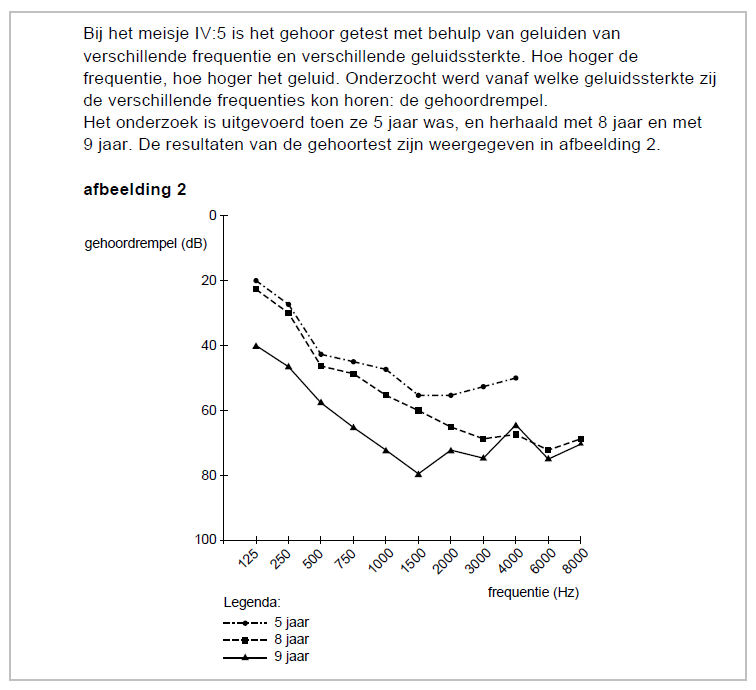 Bij het meisje IV:5 is het gehoor getest met behulp van geluiden van
verschillende frequentie en verschillende geluidssterkte. Hoe hoger de
frequentie, hoe hoger het geluid. Onderzocht werd vanaf welke geluidssterkte zij
de verschillende frequenties kon horen: de gehoordrempel.
Het onderzoek is uitgevoerd toen ze 5 jaar was, en herhaald met 8 jaar en met
9 jaar. De resultaten van de gehoortest zijn weergegeven in afbeelding 2.
afbeelding 2
0
gehoordrempel (dB)
20
40
60
80
100
125 250 500 750 1000 1500 2000 3000 4000 6000 8000
frequentie (Hz)
Legenda:
5 jaar
8 jaar
9 jaar